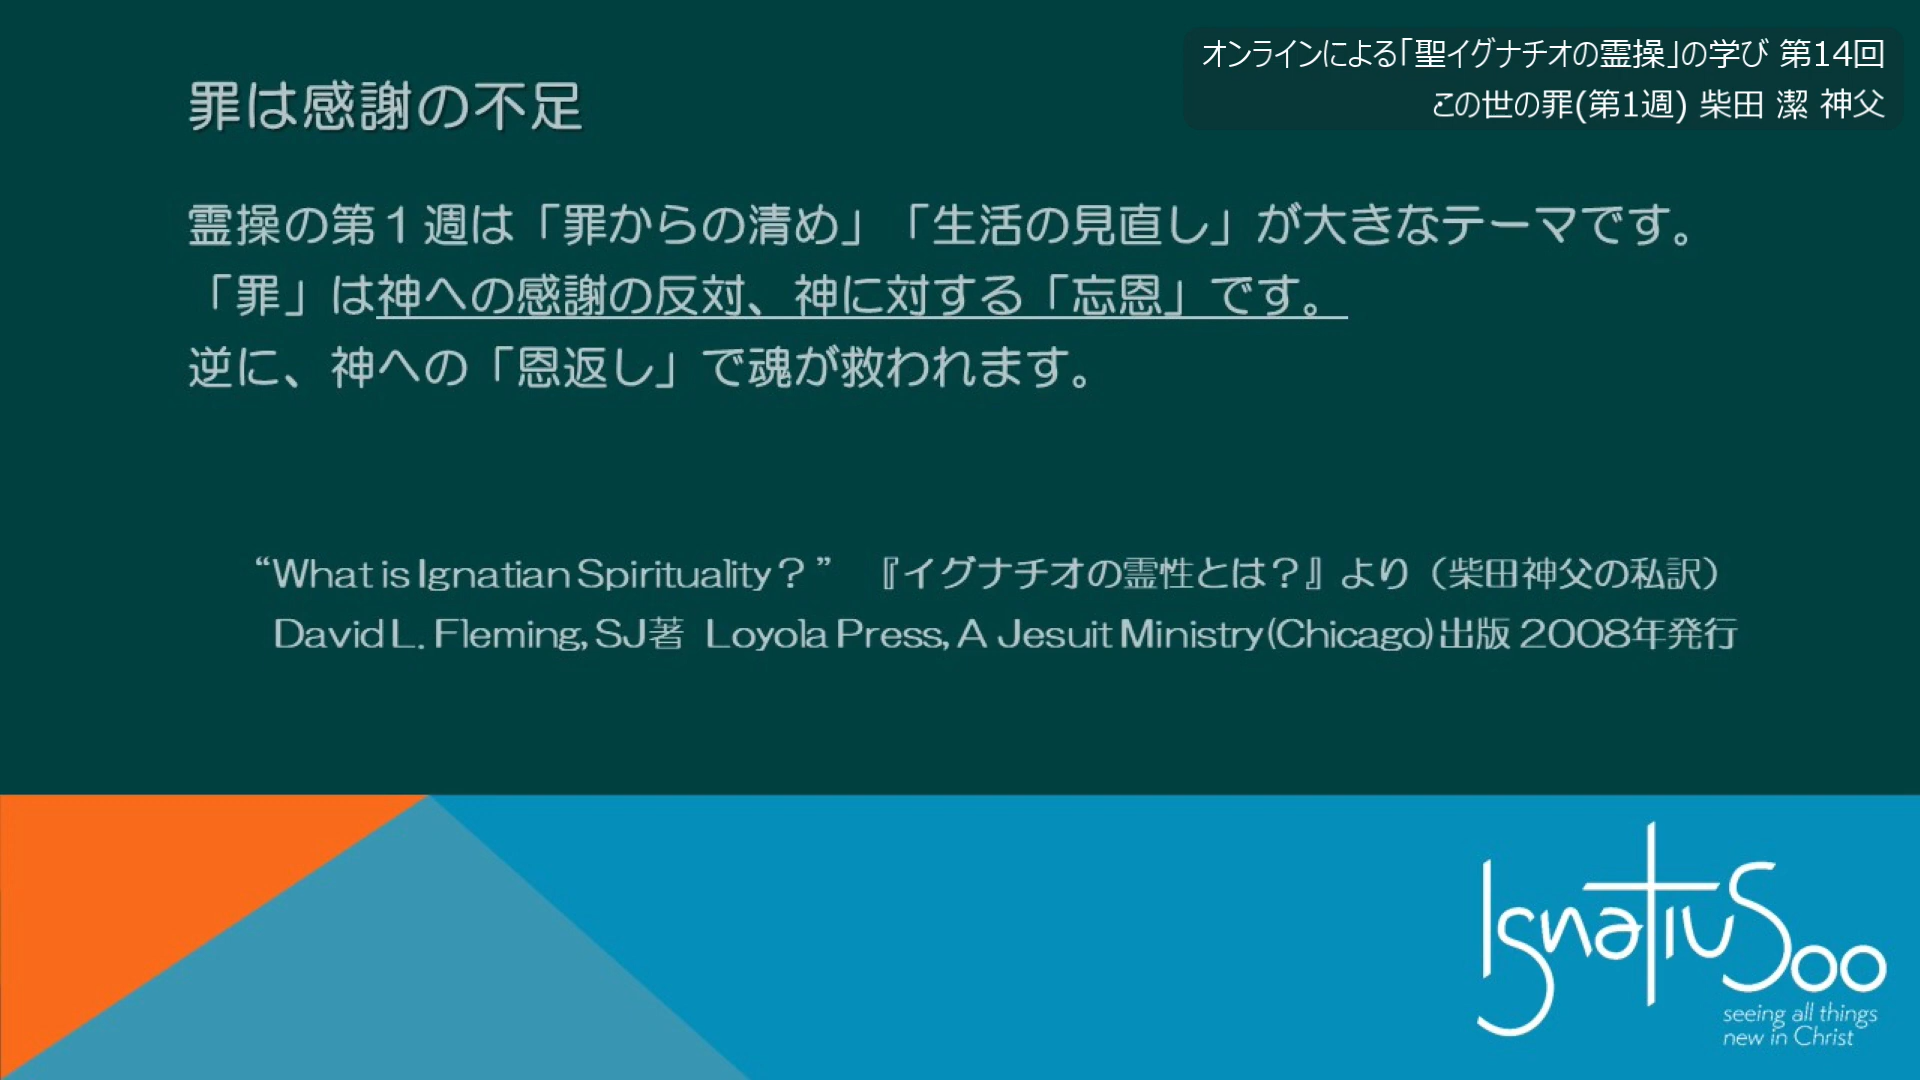 オンラインによる「聖イグナチオの霊操」の学び 第14回
この世の罪(第1週) 柴田 潔 神父
罪は感謝の不足
霊操の第１週は「罪からの清め」「生活の見直し」が大きなテーマです。
「罪」は神への感謝の反対、神に対する「忘恩」です。
逆に、神への「恩返し」で魂が救われます。
“What is Ignatian Spirituality？” 『イグナチオの霊性とは？』より（柴田神父の私訳）
David L. Fleming, SJ著 Loyola Press, A Jesuit Ministry(Chicago)出版 2008年発行
Ignatius500
seeing all things
new in Christ